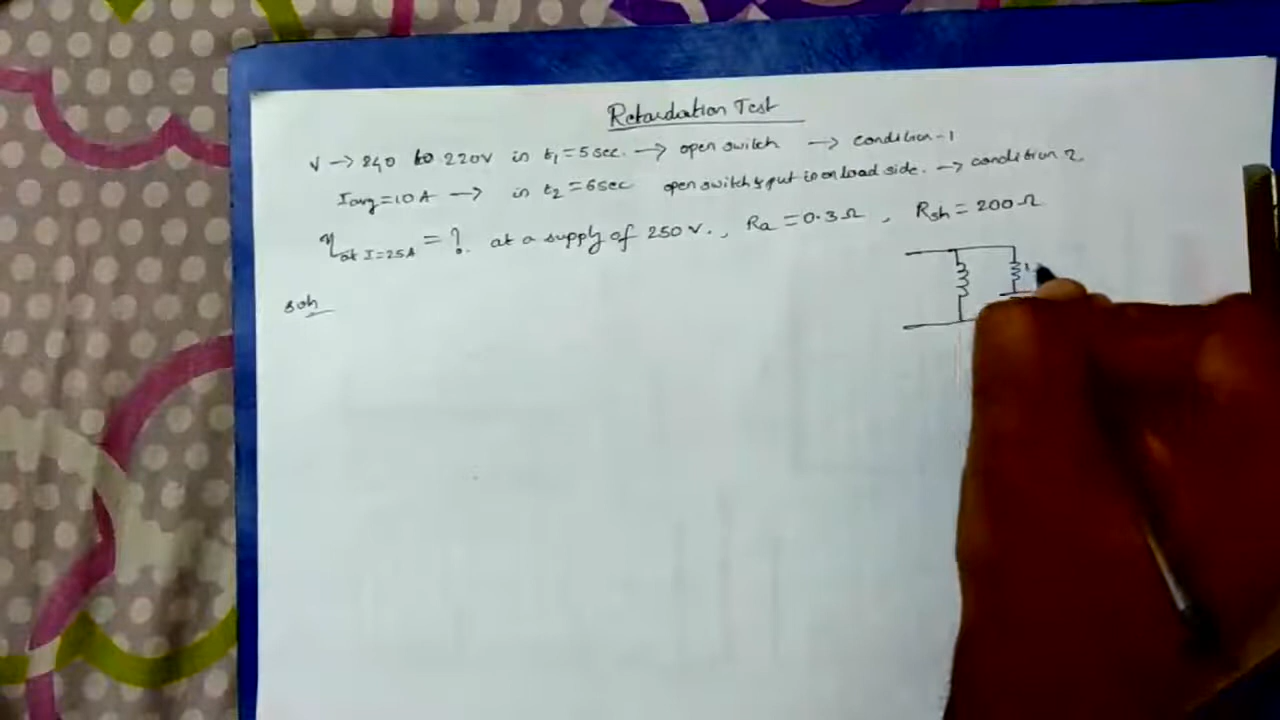 Retardation Test
V → 240 to 220V in t₁ = 5 sec. → open switch → condition-1
Iavg = 10 A → in t₂ = 6 sec open switch & put is on load side. → condition 2.
η at I = 25A = ? at a supply of 250 V., Ra = 0.3 Ω, Rsh = 200 Ω
Soln